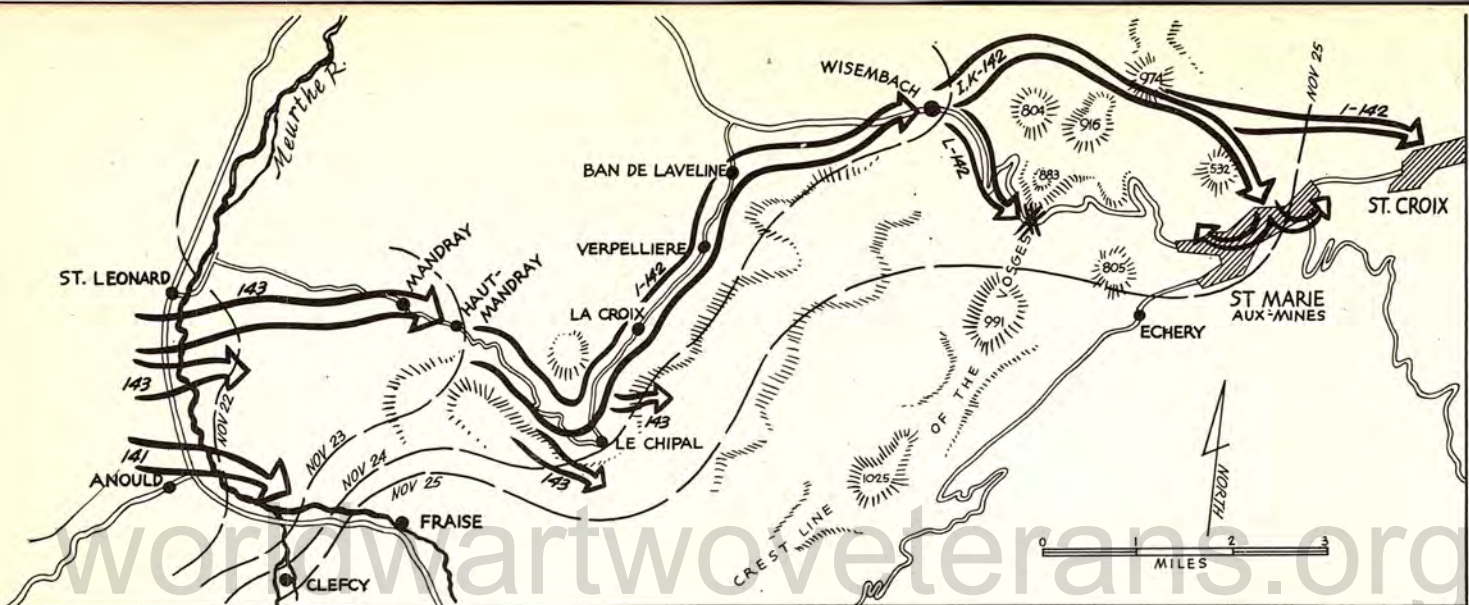 Meurthe R.
WISEMBACH
I,K-142
974
NOV 25
804
916
I-142
L-142
883
532
BAN DE LAVELINE
ST. CROIX
VERPELLIERE
ST. LEONARD
143
MANDRAY
HAUT-
MANDRAY
I-142
LA CROIX
CREST LINE OF THE VOSGES
991
805
ST MARIE
AUX-MINES
ECHERY
143
NOV 22
143
LE CHIPAL
141
ANOULD
NOV 23
NOV 24
NOV 25
143
1025
NORTH
FRAISE
CLEFCY
0 1 2 3
MILES
worldwartwoveterans.org